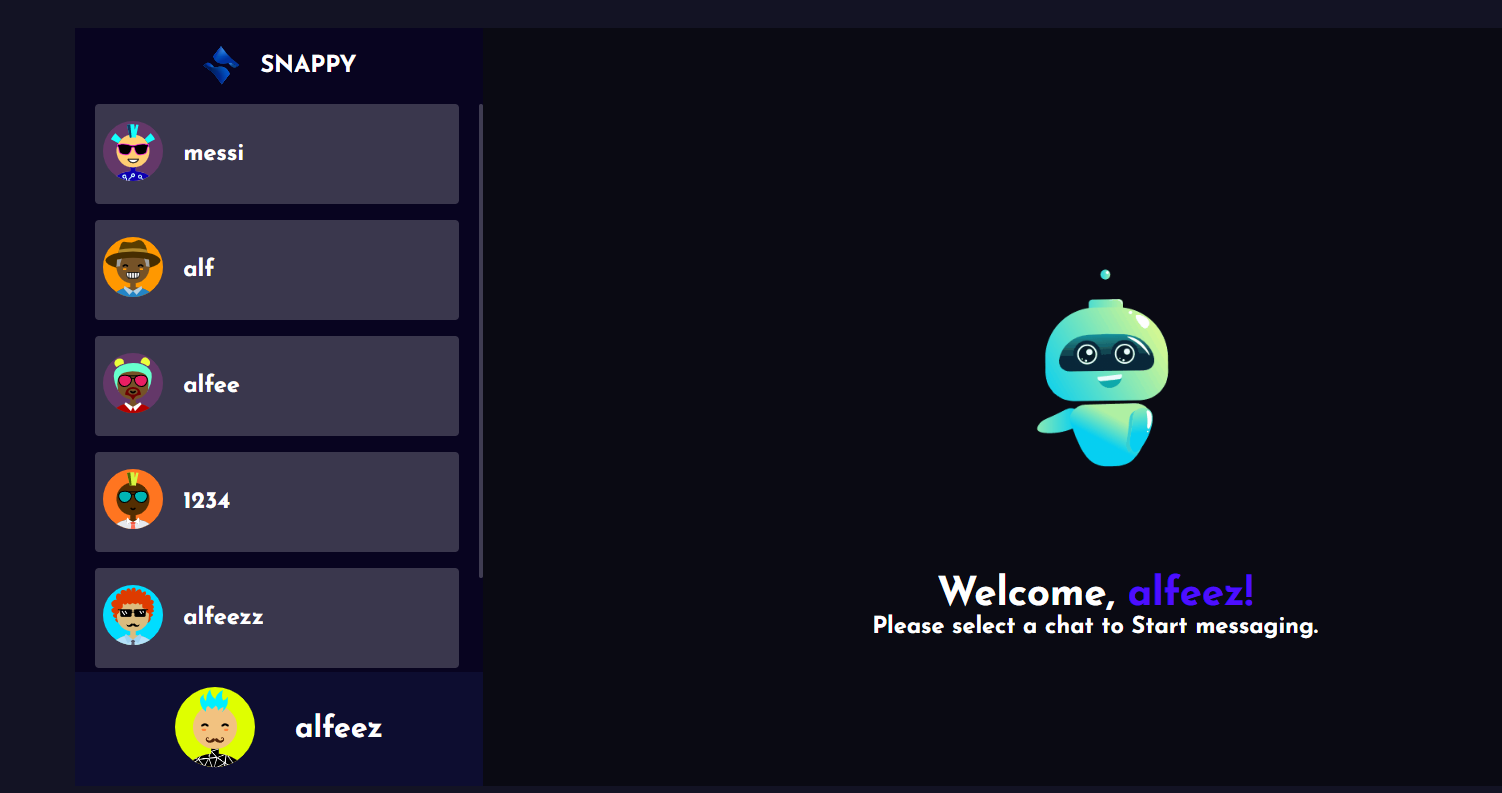 SNAPPY
messi
alf
alfee
1234
alfeezz
alfeez
Welcome, alfeez!
Please select a chat to Start messaging.